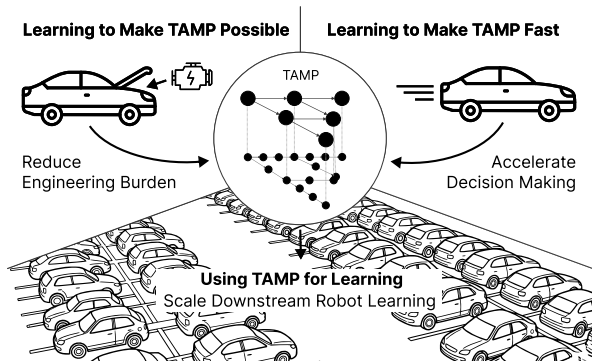 Learning to Make TAMP Possible
Learning to Make TAMP Fast
TAMP
Reduce
Engineering Burden
Accelerate
Decision Making
Using TAMP for Learning
Scale Downstream Robot Learning